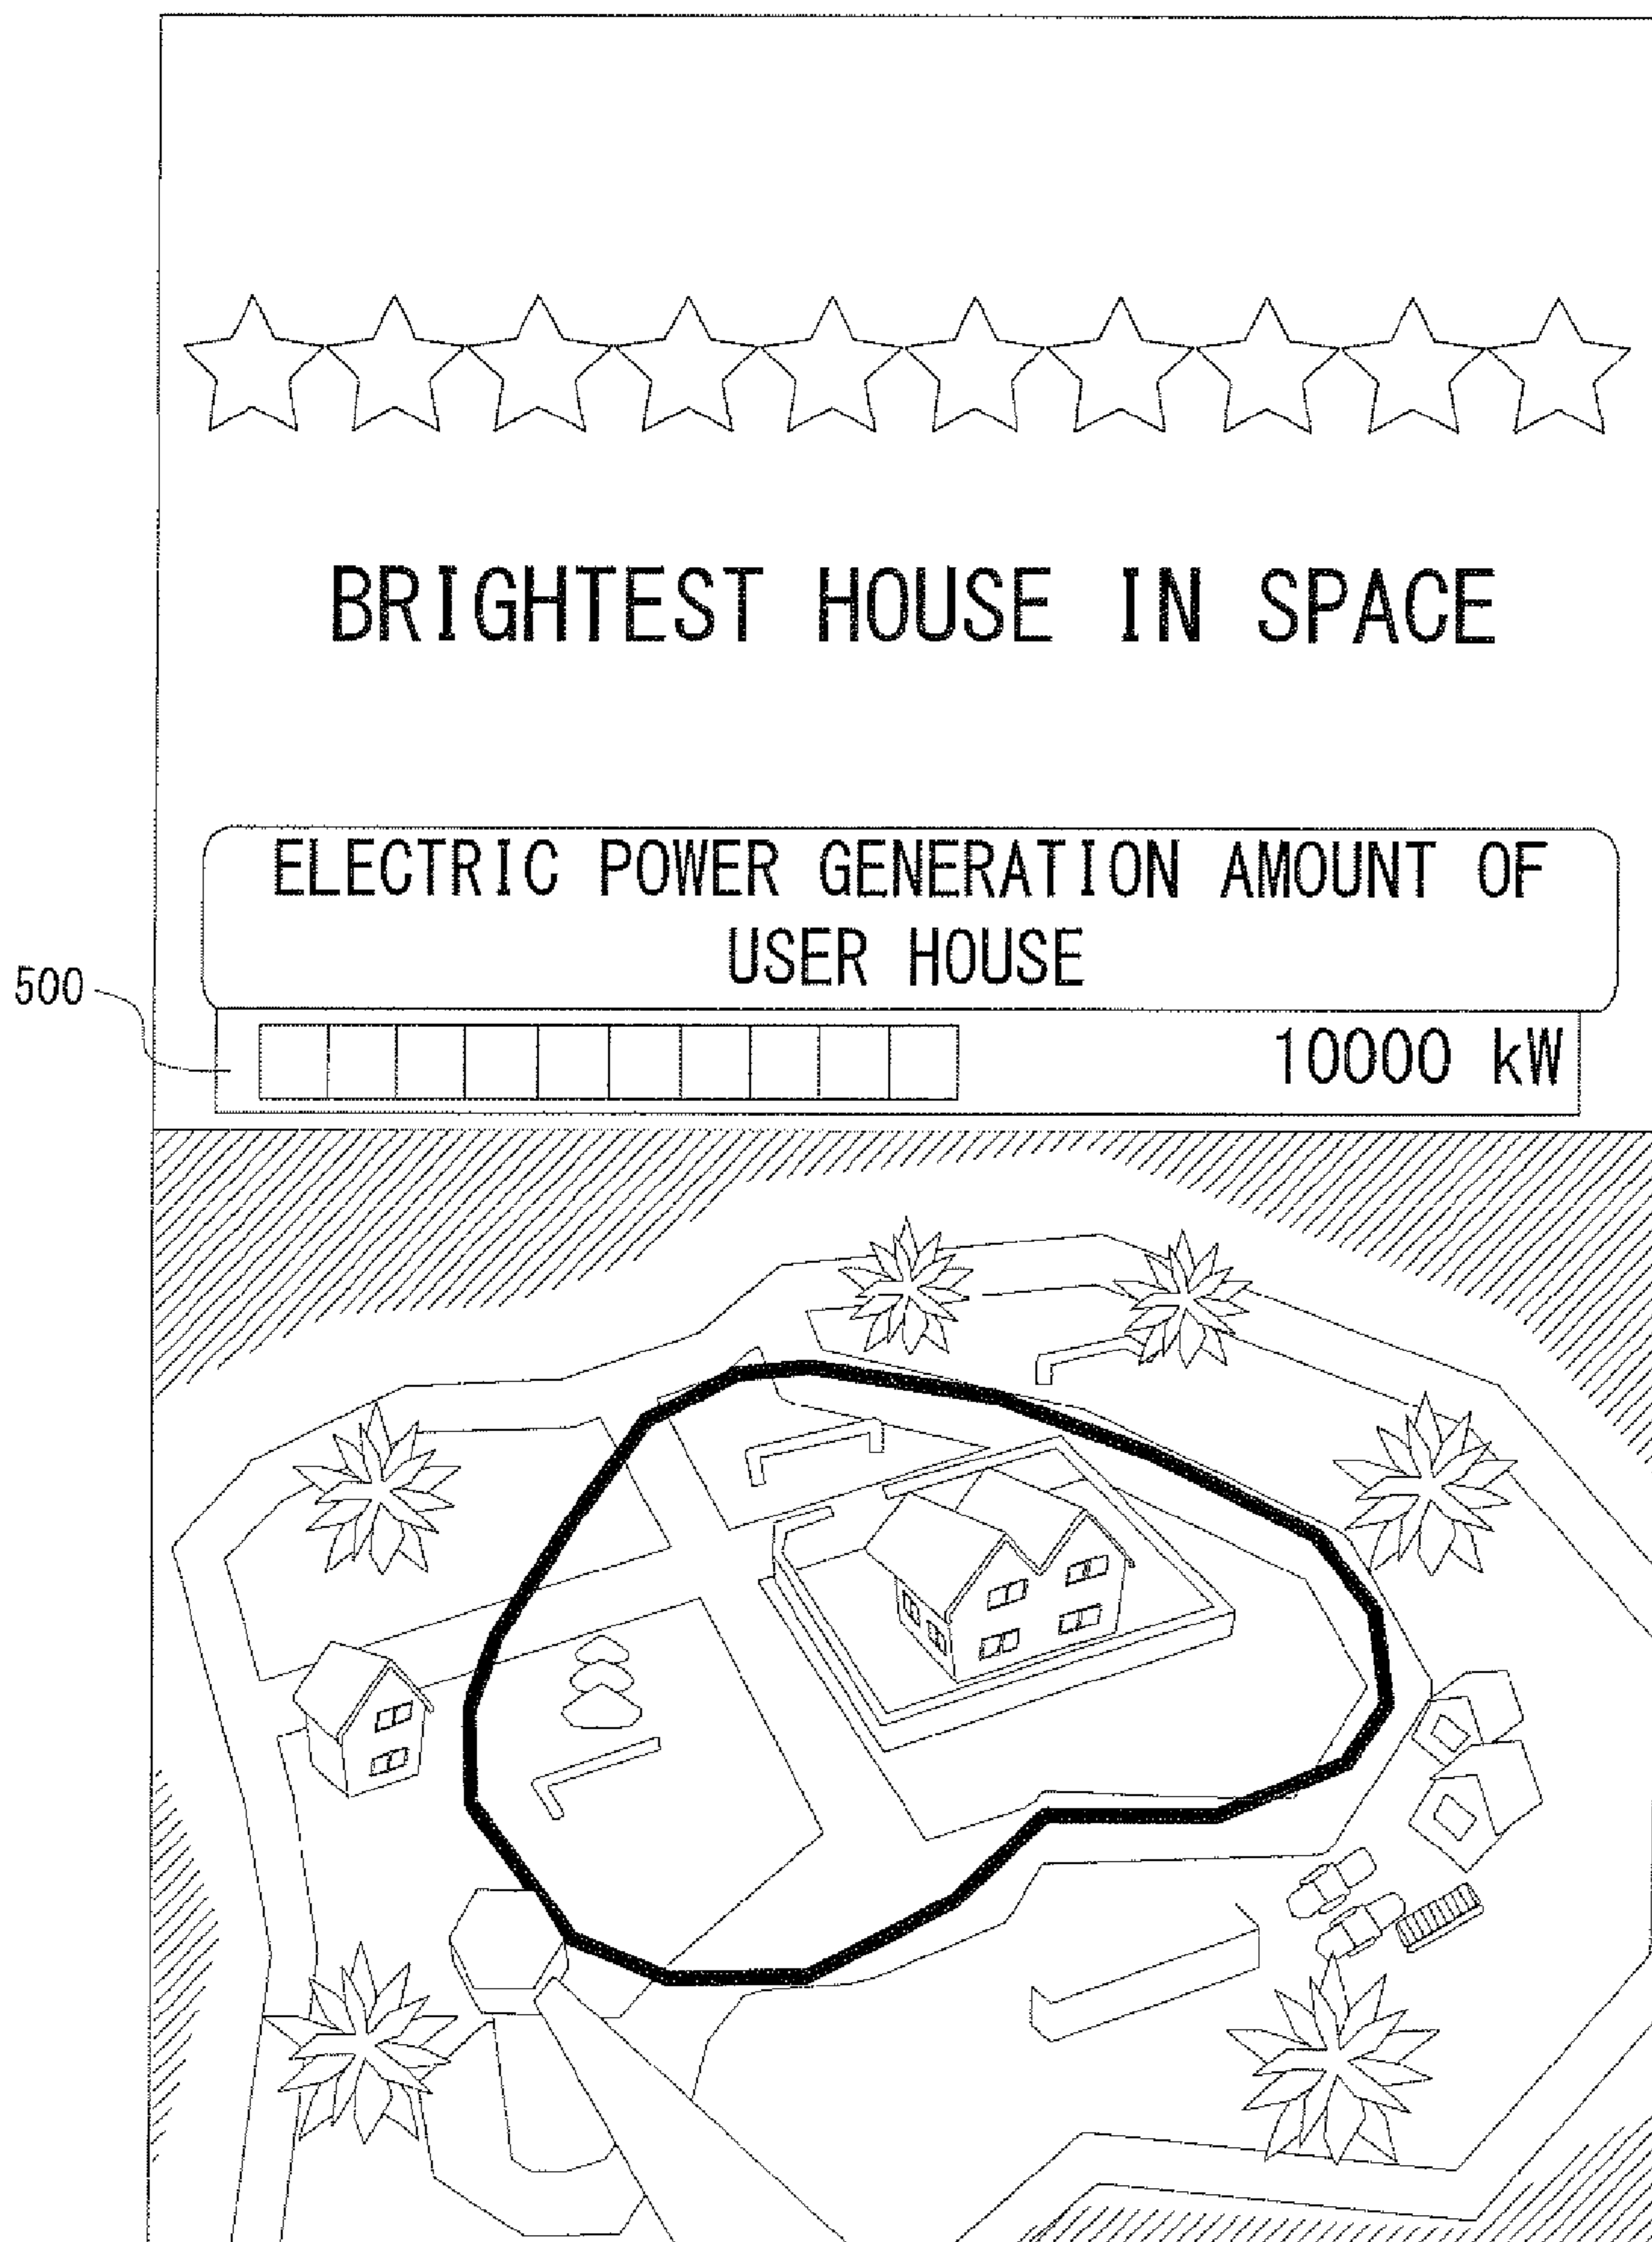 BRIGHTEST HOUSE IN SPACE
ELECTRIC POWER GENERATION AMOUNT OF
USER HOUSE
500
10000 kW